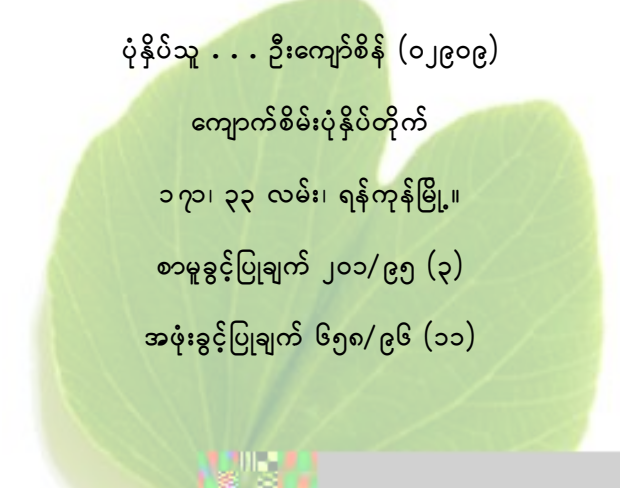 ပုံနှိပ်သူ . . . ဦးကျော်စိန် (၀၂၉၀၉)
ကျောက်စိမ်းပုံနှိပ်တိုက်
၁၇၁၊ ၃၃ လမ်း၊ ရန်ကုန်မြို့။
စာမူခွင့်ပြုချက် ၂၀၁/၉၅ (၃)
အဖုံးခွင့်ပြုချက် ၆၅၈/၉၆ (၁၁)